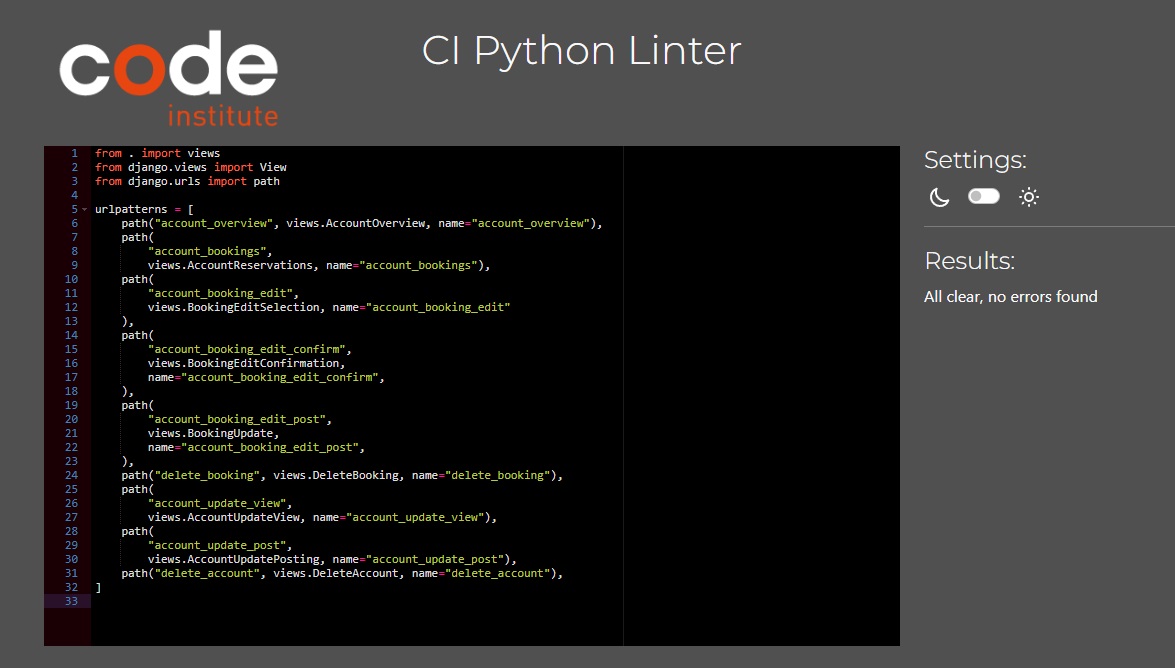 code
institute
CI Python Linter
1 from . import views
2 from django.views import View
3 from django.urls import path
4
5 urlpatterns = [
6     path("account_overview", views.AccountOverview, name="account_overview"),
7     path(
8         "account_bookings",
9         views.AccountReservations, name="account_bookings"),
10     path(
11         "account_booking_edit",
12         views.BookingEditSelection, name="account_booking_edit"
13     ),
14     path(
15         "account_booking_edit_confirm",
16         views.BookingEditConfirmation,
17         name="account_booking_edit_confirm",
18     ),
19     path(
20         "account_booking_edit_post",
21         views.BookingUpdate,
22         name="account_booking_edit_post",
23     ),
24     path("delete_booking", views.DeleteBooking, name="delete_booking"),
25     path(
26         "account_update_view",
27         views.AccountUpdateView, name="account_update_view"),
28     path(
29         "account_update_post",
30         views.AccountUpdatePosting, name="account_update_post"),
31     path("delete_account", views.DeleteAccount, name="delete_account"),
32 ]
33
Settings:
Results:
All clear, no errors found